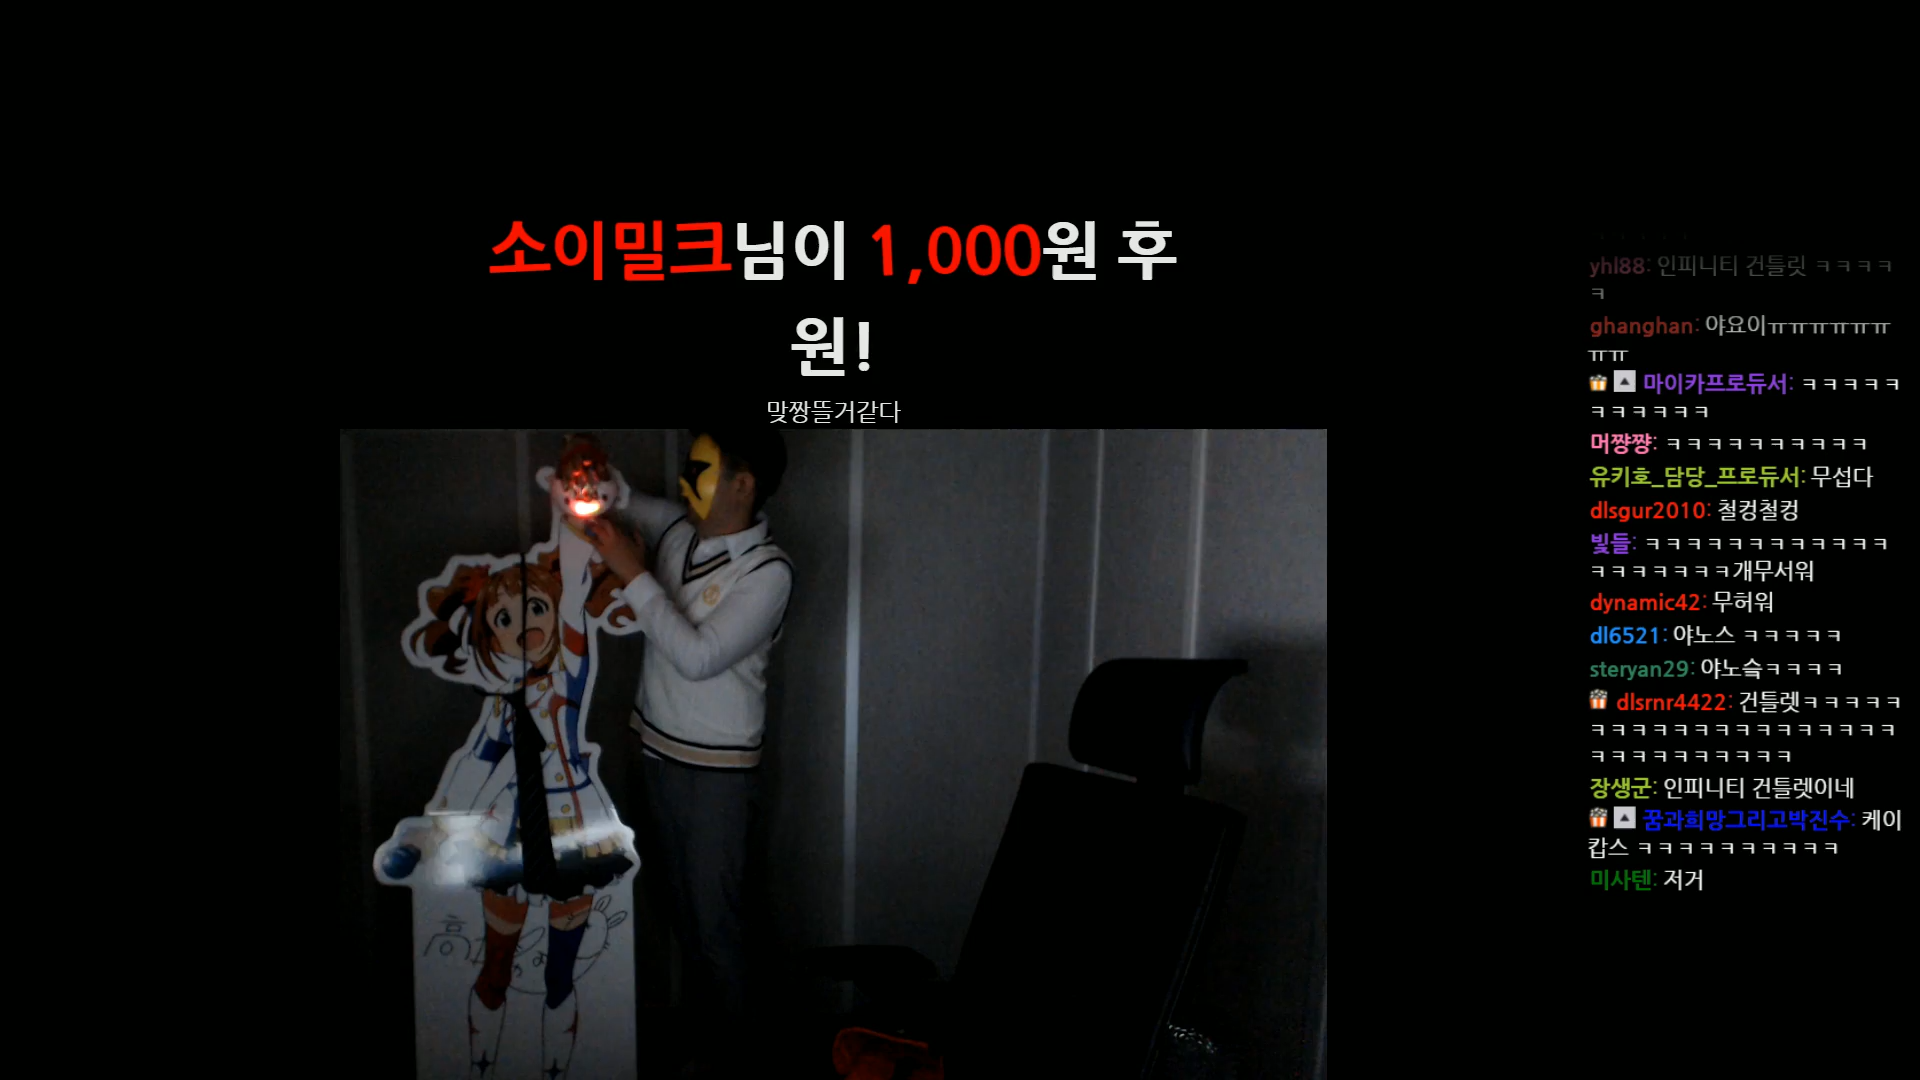 소이밀크님이 1,000원 후
원!
맞짱뜰거같다
yhl88: 인피니티 건틀릿 ㅋㅋㅋㅋ
ㅋ
ghanghan: 야요이ㅠㅠㅠㅠㅠㅠ
ㅠㅠ
마이카프로듀서: ㅋㅋㅋㅋㅋ
ㅋㅋㅋㅋㅋㅋ
머쨩쨩: ㅋㅋㅋㅋㅋㅋㅋㅋㅋㅋ
유키호_담당_프로듀서: 무섭다
dlsgur2010: 철컹철컹
빛들: ㅋㅋㅋㅋㅋㅋㅋㅋㅋㅋㅋㅋ
ㅋㅋㅋㅋㅋㅋㅋ개무서워
dynamic42: 무허워
dl6521: 야노스 ㅋㅋㅋㅋㅋ
steryan29: 야노슼ㅋㅋㅋㅋ
dlsrnr4422: 건틀렛ㅋㅋㅋㅋㅋ
ㅋㅋㅋㅋㅋㅋㅋㅋㅋㅋㅋㅋㅋㅋㅋ
ㅋㅋㅋㅋㅋㅋㅋㅋㅋㅋ
장생군: 인피니티 건틀렛이네
꿈과희망그리고박진수: 케이
캅스 ㅋㅋㅋㅋㅋㅋㅋㅋㅋㅋ
미사텐: 저거
高